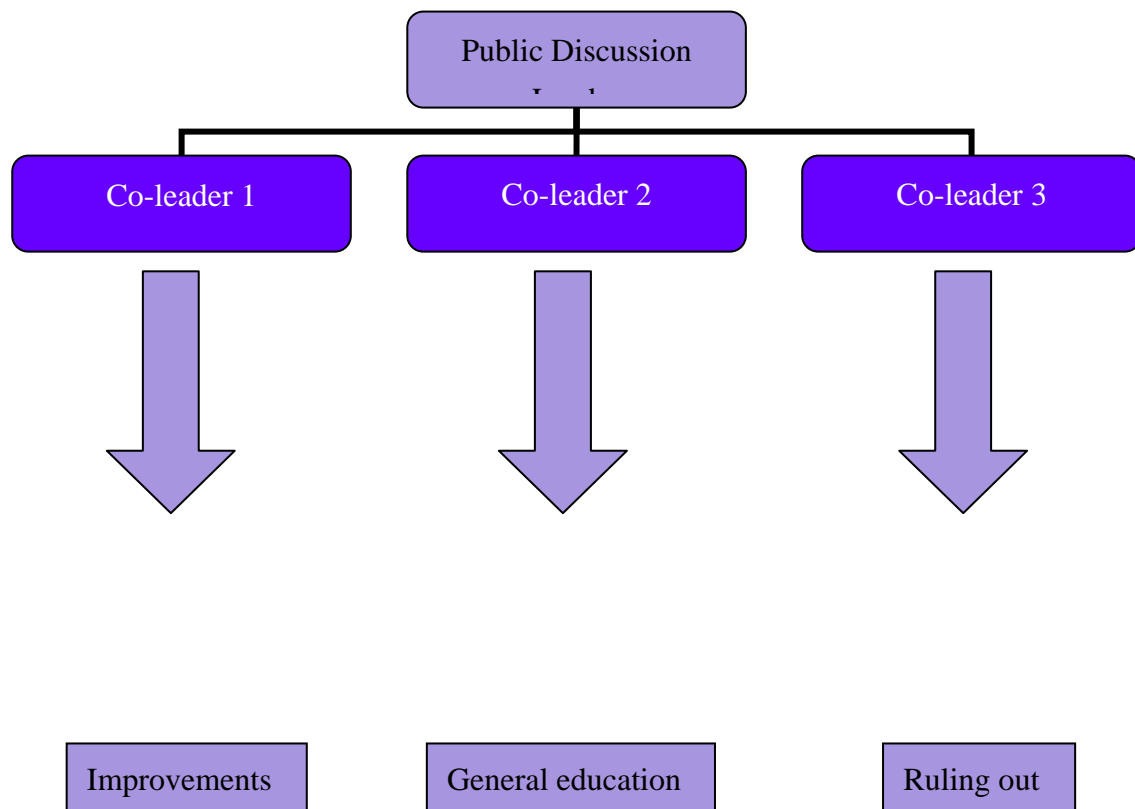 Public Discussion
Co-leader 1
Co-leader 2
Co-leader 3
Improvements
General education
Ruling out